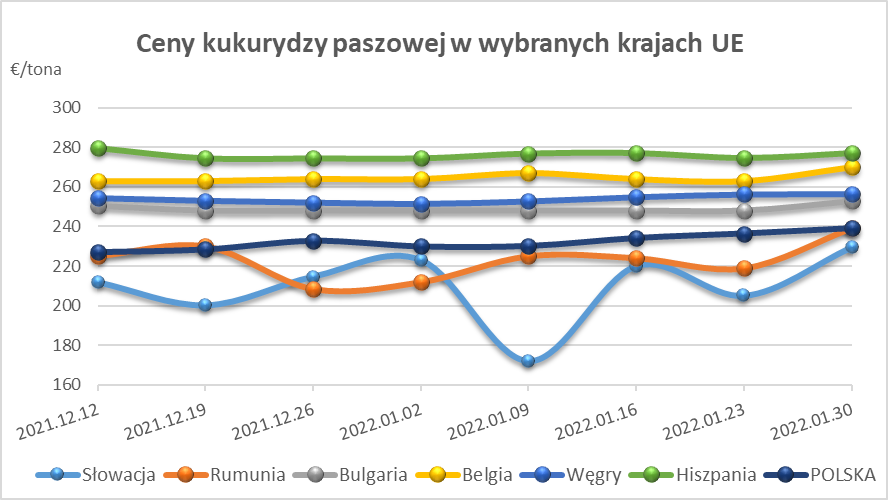 Ceny kukurydzy paszowej w wybranych krajach UE
€/tona
300
280
260
240
220
200
180
160
2021.12.12 2021.12.19 2021.12.26 2022.01.02 2022.01.09 2022.01.16 2022.01.23 2022.01.30
Słowacja Rumunia Bulgaria Belgia Węgry Hiszpania POLSKA